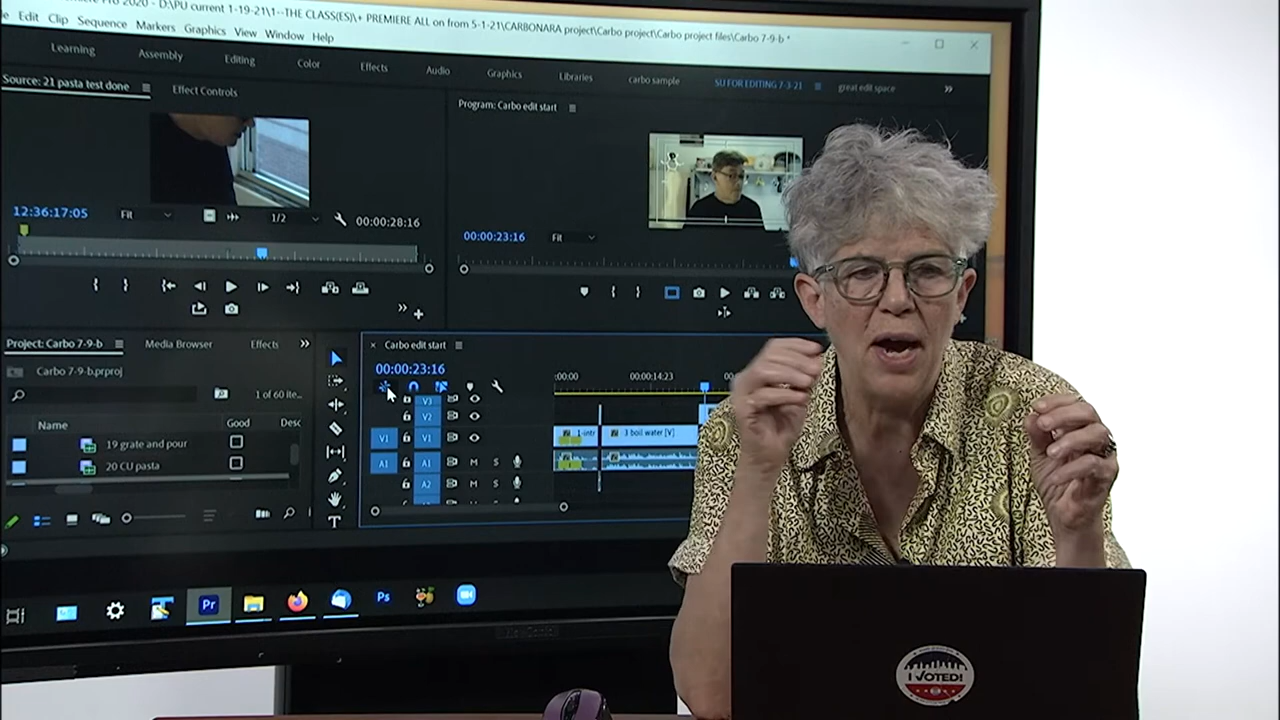 Pro 2020 - D:\PU current 1-19-21\1--THE CLASS(ES)\+ PREMIERE ALL on from 5-1-21\CARBONARA project\Carbo project\Carbo project files\Carbo 7-9-b *
Edit Clip Sequence Markers Graphics View Window Help
Learning Assembly Editing Color Effects Audio Graphics Libraries carbo sample SU FOR EDITING 7-3-21 great edit space
Source: 21 pasta test done Effect Controls
Program: Carbo edit start
12:36:17:05 Fit 1/2 00:00:28:16
00:00:23:16 Fit
Project: Carbo 7-9-b Media Browser Effects
Carbo edit start
Carbo 7-9-b.prproj
00:00:23:16
:00:00 00:00:14:23
1 of 60 Ite...
Name Good Desc
V3
V2
19 grate and pour
V1 V1 1-intr 3 boil water [V]
20 CU pasta
A1 A1 M S
A2 M S
Pr Ps
I VOTED!